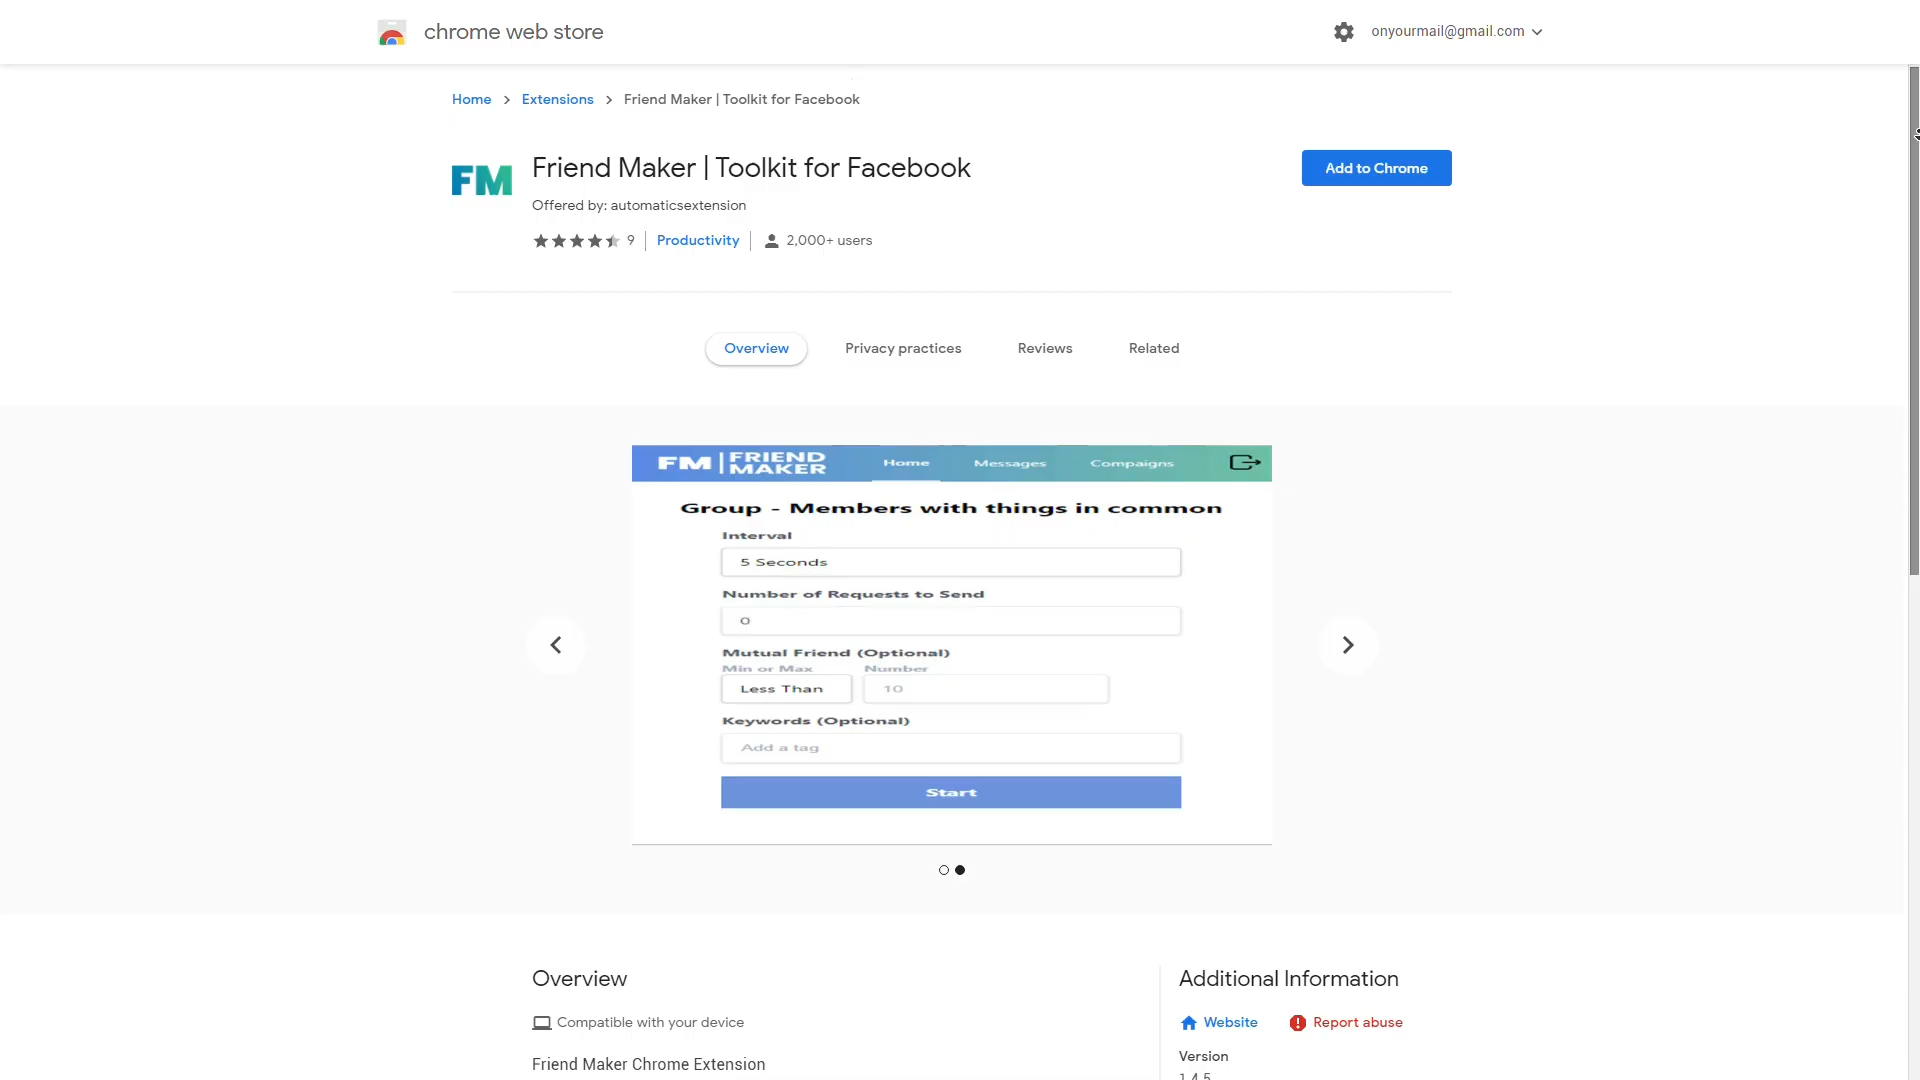 chrome web store
onyourmail@gmail.com
Home > Extensions > Friend Maker | Toolkit for Facebook
FM
Friend Maker | Toolkit for Facebook
Add to Chrome
Offered by: automaticsextension
9 | Productivity | 2,000+ users
Overview
Privacy practices
Reviews
Related
FM | FRIEND MAKER
Home
Messages
Compaigns
Group - Members with things in common
Interval
5 Seconds
Number of Requests to Send
0
Mutual Friend (Optional)
Min or Max
Number
Less Than
10
Keywords (Optional)
Add a tag
Start
Overview
Compatible with your device
Friend Maker Chrome Extension
Additional Information
Website
Report abuse
Version
1.4.5